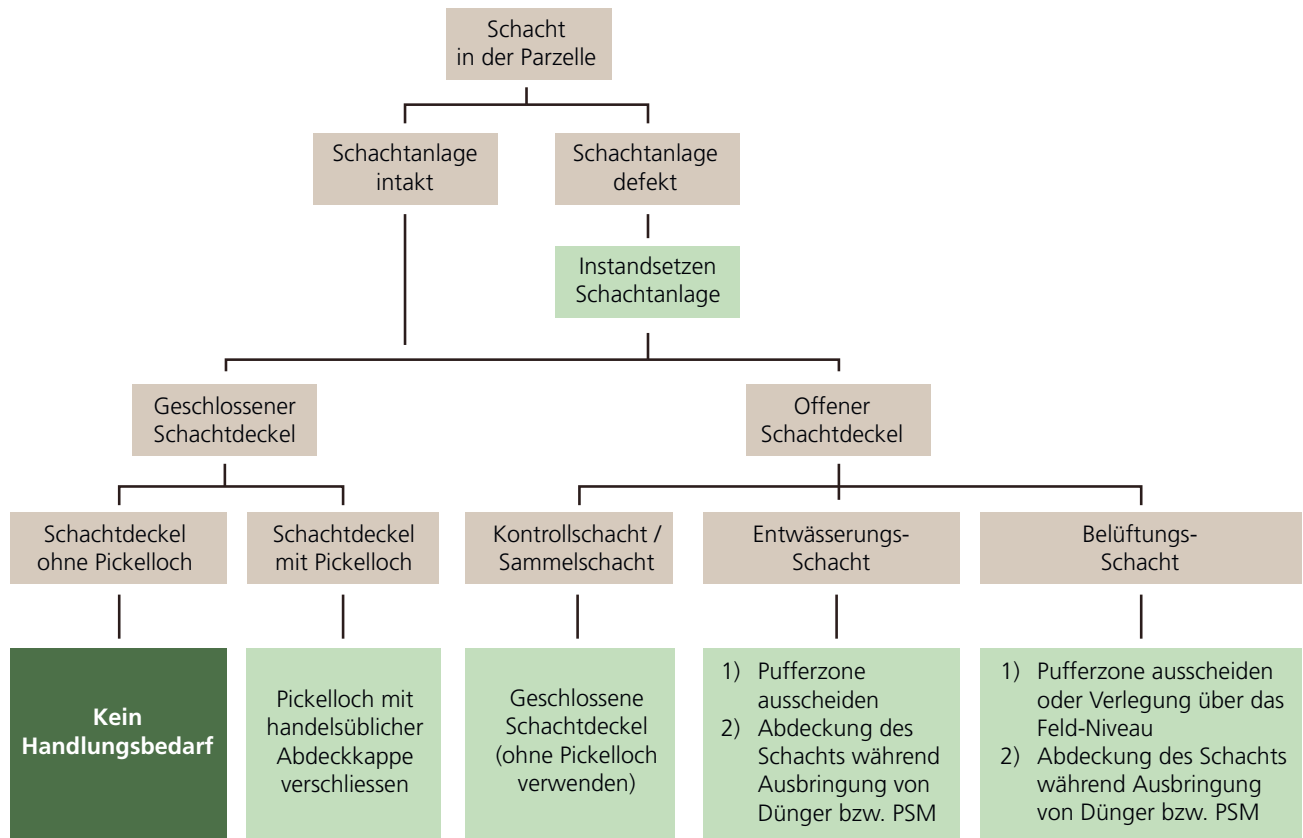 Schacht
in der Parzelle
Schachtanlage
intakt
Schachtanlage
defekt
Instandsetzen
Schachtanlage
Geschlossener
Schachtdeckel
Offener
Schachtdeckel
Schachtdeckel
ohne Pickelloch
Schachtdeckel
mit Pickelloch
Kontrollschacht /
Sammelschacht
Entwässerungs-
Schacht
Belüftungs-
Schacht
Kein
Handlungsbedarf
Pickelloch mit
handelsüblicher
Abdeckkappe
verschliessen
Geschlossene
Schachtdeckel
(ohne Pickelloch
verwenden)
1) Pufferzone
ausscheiden
2) Abdeckung des
Schachts während
Ausbringung von
Dünger bzw. PSM
1) Pufferzone ausscheiden
oder Verlegung über das
Feld-Niveau
2) Abdeckung des Schachts
während Ausbringung
von Dünger bzw. PSM